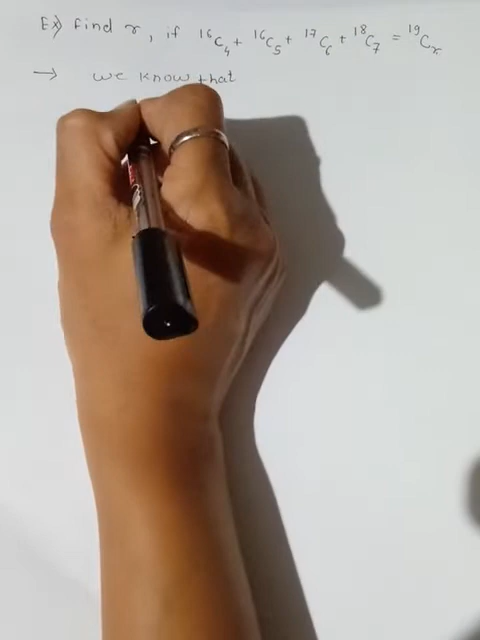 Ex) Find r, if ¹⁶C₄ + ¹⁶C₅ + ¹⁷C₆ + ¹⁸C₇ = ¹⁹Cᵣ
→ we know that